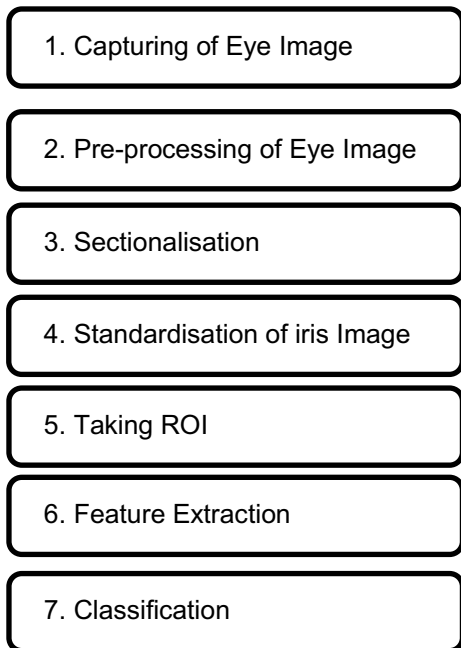 1. Capturing of Eye Image
2. Pre-processing of Eye Image
3. Sectionalisation
4. Standardisation of iris Image
5. Taking ROI
6. Feature Extraction
7. Classification